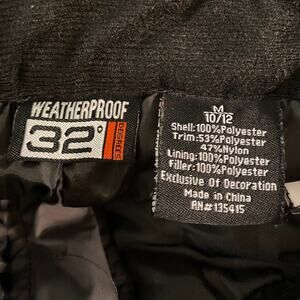 WEATHERPROOF
32°
DEGREES
M
10/12
Shell:100%Polyester
Trim:53%Polyester
47%Nylon
Lining:100%Polyester
Filler:100%Polyester
Exclusive Of Decoration
Made in China
RN#135415